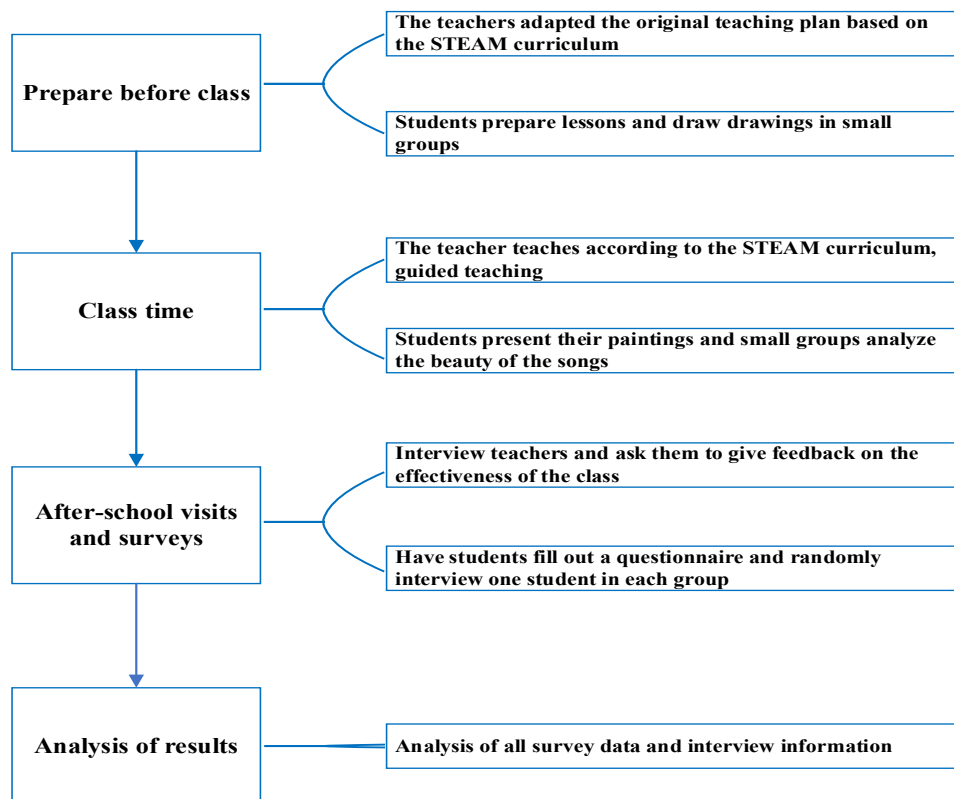 Prepare before class
The teachers adapted the original teaching plan based on
the STEAM curriculum
Students prepare lessons and draw drawings in small
groups
Class time
The teacher teaches according to the STEAM curriculum,
guided teaching
Students present their paintings and small groups analyze
the beauty of the songs
After-school visits
and surveys
Interview teachers and ask them to give feedback on the
effectiveness of the class
Have students fill out a questionnaire and randomly
interview one student in each group
Analysis of results
Analysis of all survey data and interview information